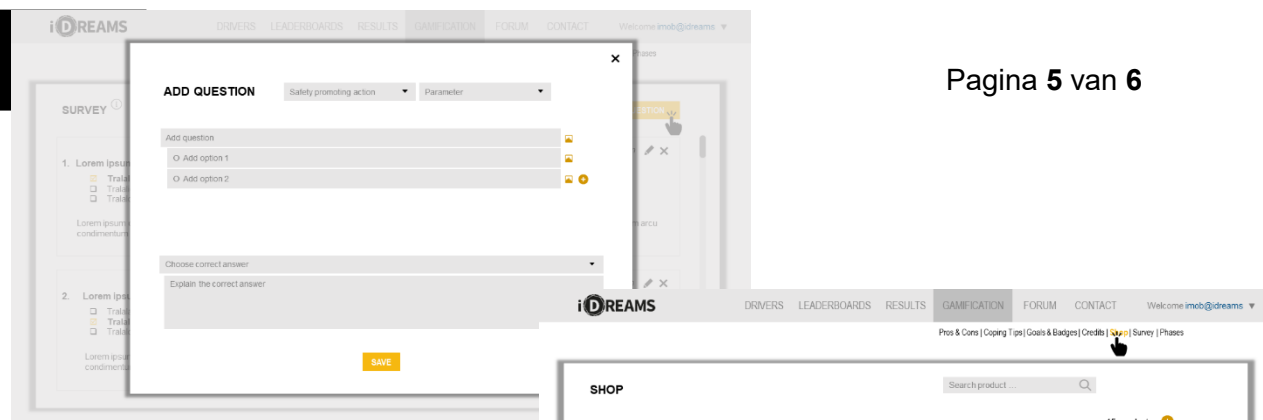 iDREAMS
DRIVERS LEADERBOARDS RESULTS GAMIFICATION FORUM CONTACT Welcome imob@idreams
Phases
Pagina 5 van 6
ADD QUESTION Safety promoting action Parameter
SURVEY
Add question
Add option 1
Add option 2
1. Lorem ipsum
Lorem ipsum
condimentum
m arcu
Choose correct answer
Explain the correct answer
2. Lorem
Lorem ipsum
SAVE
iDREAMS
DRIVERS LEADERBOARDS RESULTS GAMIFICATION FORUM CONTACT Welcome imob@idreams
Pros & Cons | Coping Tips | Goals & Badges | Credits | Shop | Survey | Phases
SHOP
Search product ...